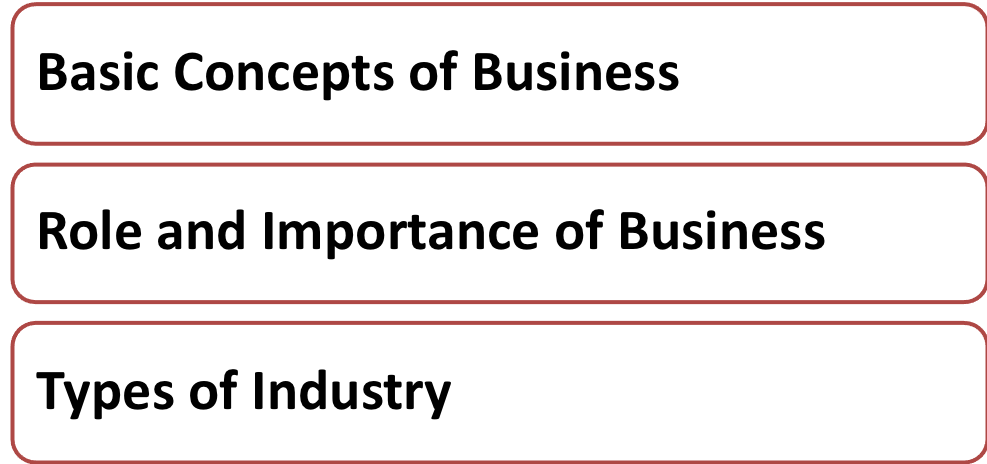 Basic Concepts of Business
Role and Importance of Business
Types of Industry